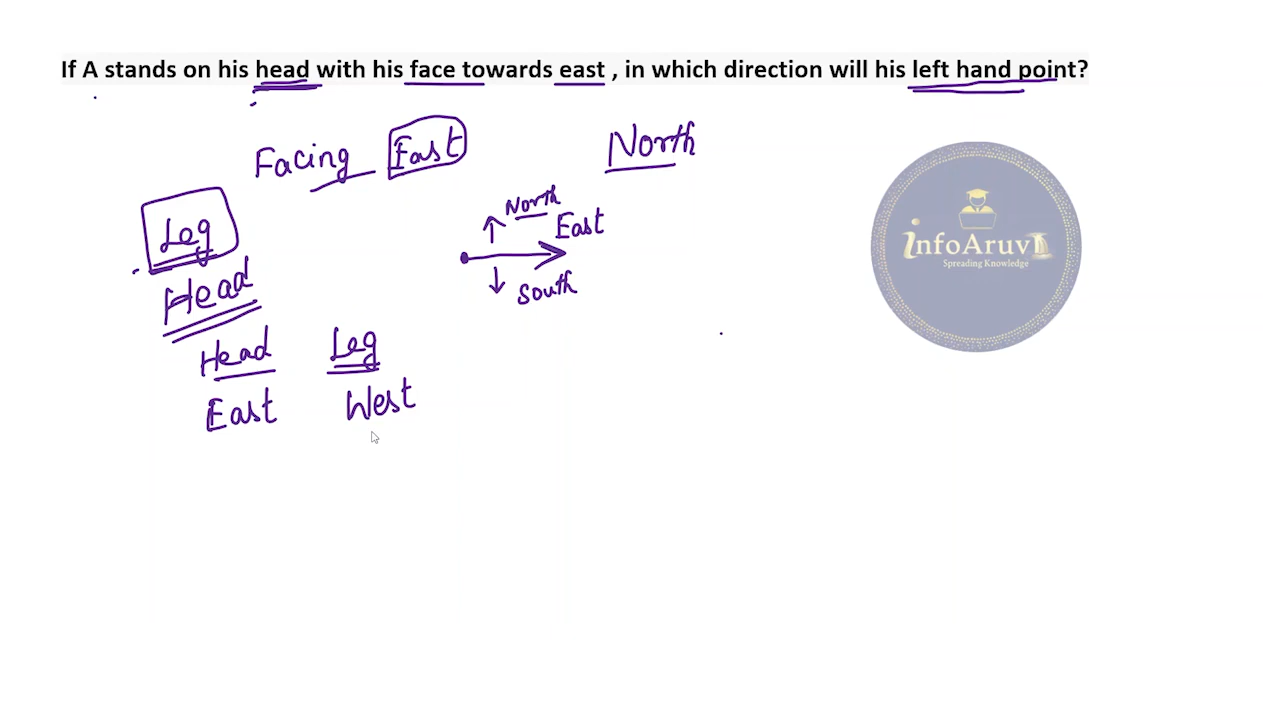 If A stands on his head with his face towards east , in which direction will his left hand point?
Facing East
North
Leg
Head
North
East
South
Head Leg
East West
InfoAruvi
Spreading Knowledge